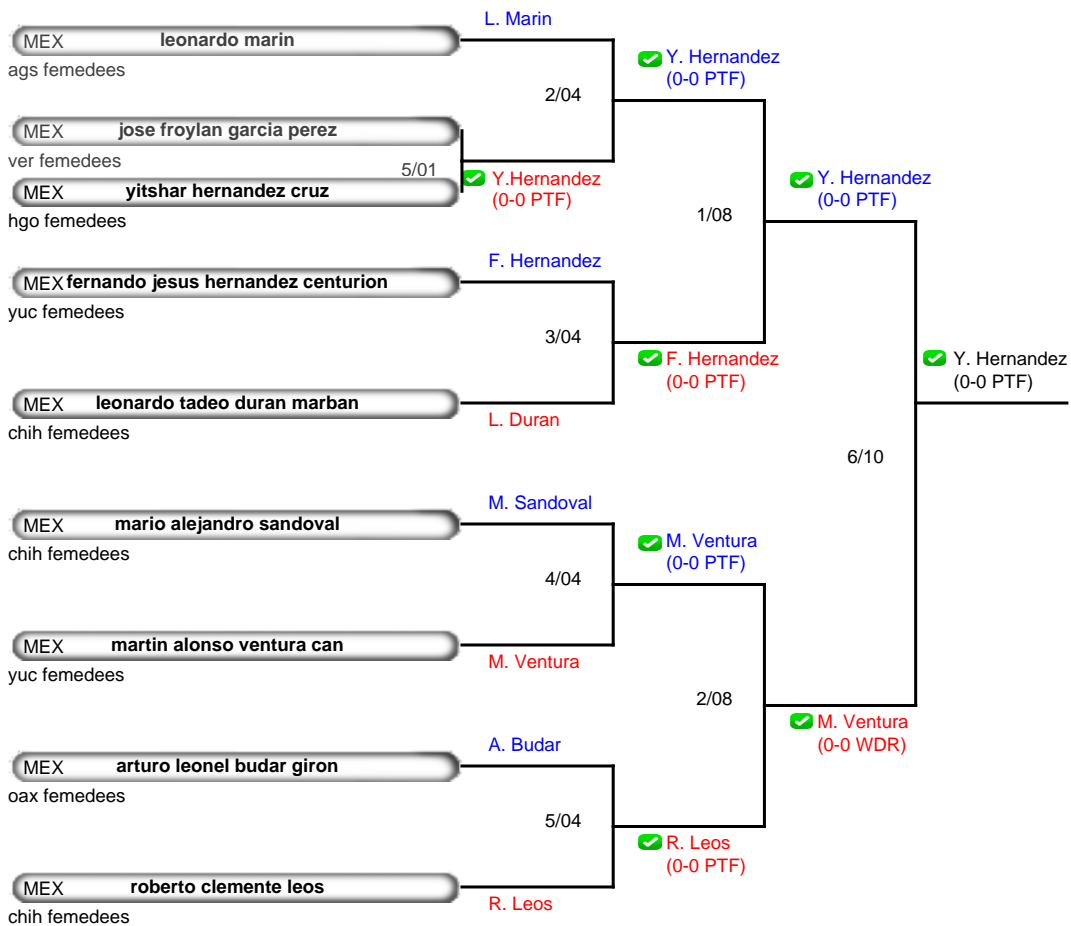 L. Marin
MEX leonardo marin
ags femedees
Y. Hernandez
(0-0 PTF)
2/04
MEX jose froylan garcia perez
ver femedees
5/01
Y.Hernandez
(0-0 PTF)
MEX yitshar hernandez cruz
hgo femedees
Y. Hernandez
(0-0 PTF)
1/08
F. Hernandez
MEX fernando jesus hernandez centurion
yuc femedees
3/04
F. Hernandez
(0-0 PTF)
Y. Hernandez
(0-0 PTF)
MEX leonardo tadeo duran marban
chih femedees
L. Duran
6/10
M. Sandoval
MEX mario alejandro sandoval
chih femedees
M. Ventura
(0-0 PTF)
4/04
MEX martin alonso ventura can
yuc femedees
M. Ventura
2/08
M. Ventura
(0-0 WDR)
A. Budar
MEX arturo leonel budar giron
oax femedees
5/04
R. Leos
(0-0 PTF)
MEX roberto clemente leos
chih femedees
R. Leos